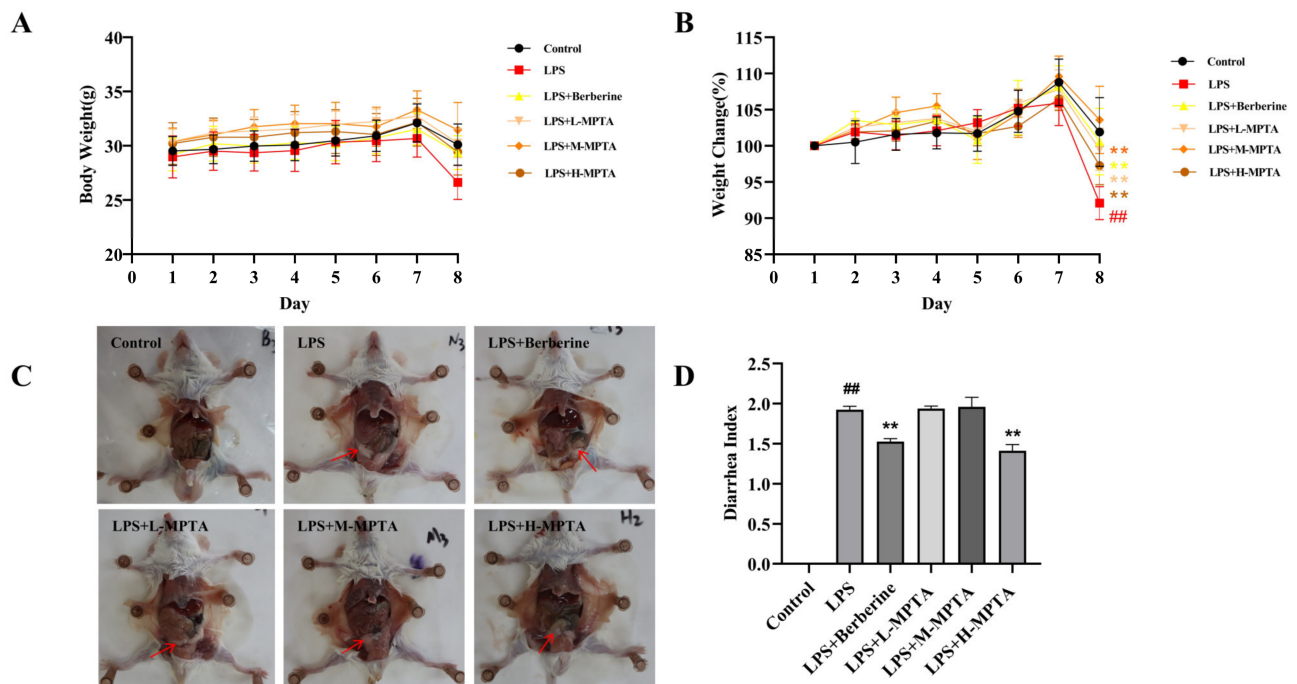 A
Body Weight(g)
40
35
30
25
20
0
1
2
3
4
5
6
7
8
Day
Control
LPS
LPS+Berberine
LPS+L-MPTA
LPS+M-MPTA
LPS+H-MPTA
B
Weight Change(%)
115
110
105
100
95
90
85
0
1
2
3
4
5
6
7
8
Day
**
**
**
**
##
Control
LPS
LPS+Berberine
LPS+L-MPTA
LPS+M-MPTA
LPS+H-MPTA
C
Control
LPS
N3
LPS+Berberine
LPS+L-MPTA
LPS+M-MPTA
M3
LPS+H-MPTA
H2
D
Diarrhea Index
2.5
2.0
1.5
1.0
0.5
0.0
##
**
**
Control
LPS
LPS+Berberine
LPS+L-MPTA
LPS+M-MPTA
LPS+H-MPTA